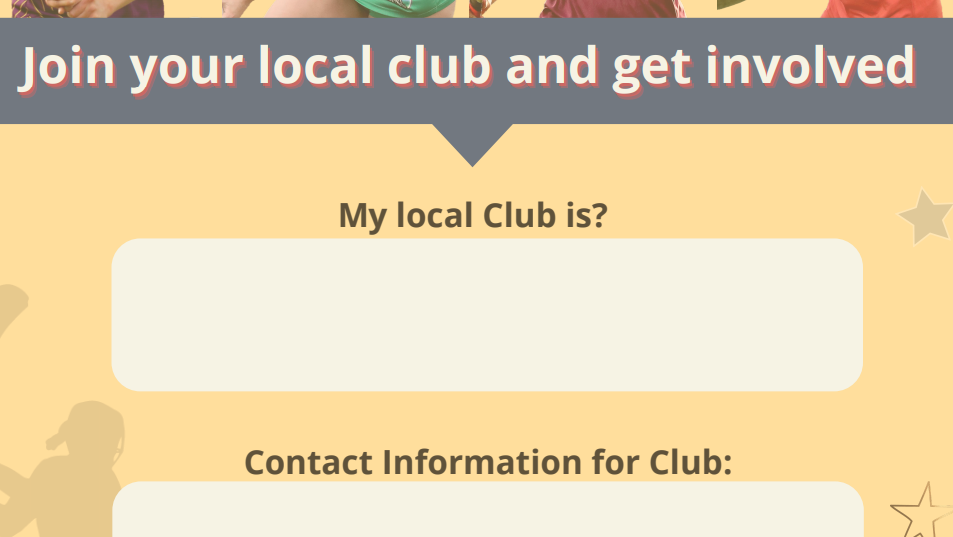 Join your local club and get involved
My local Club is?
Contact Information for Club: